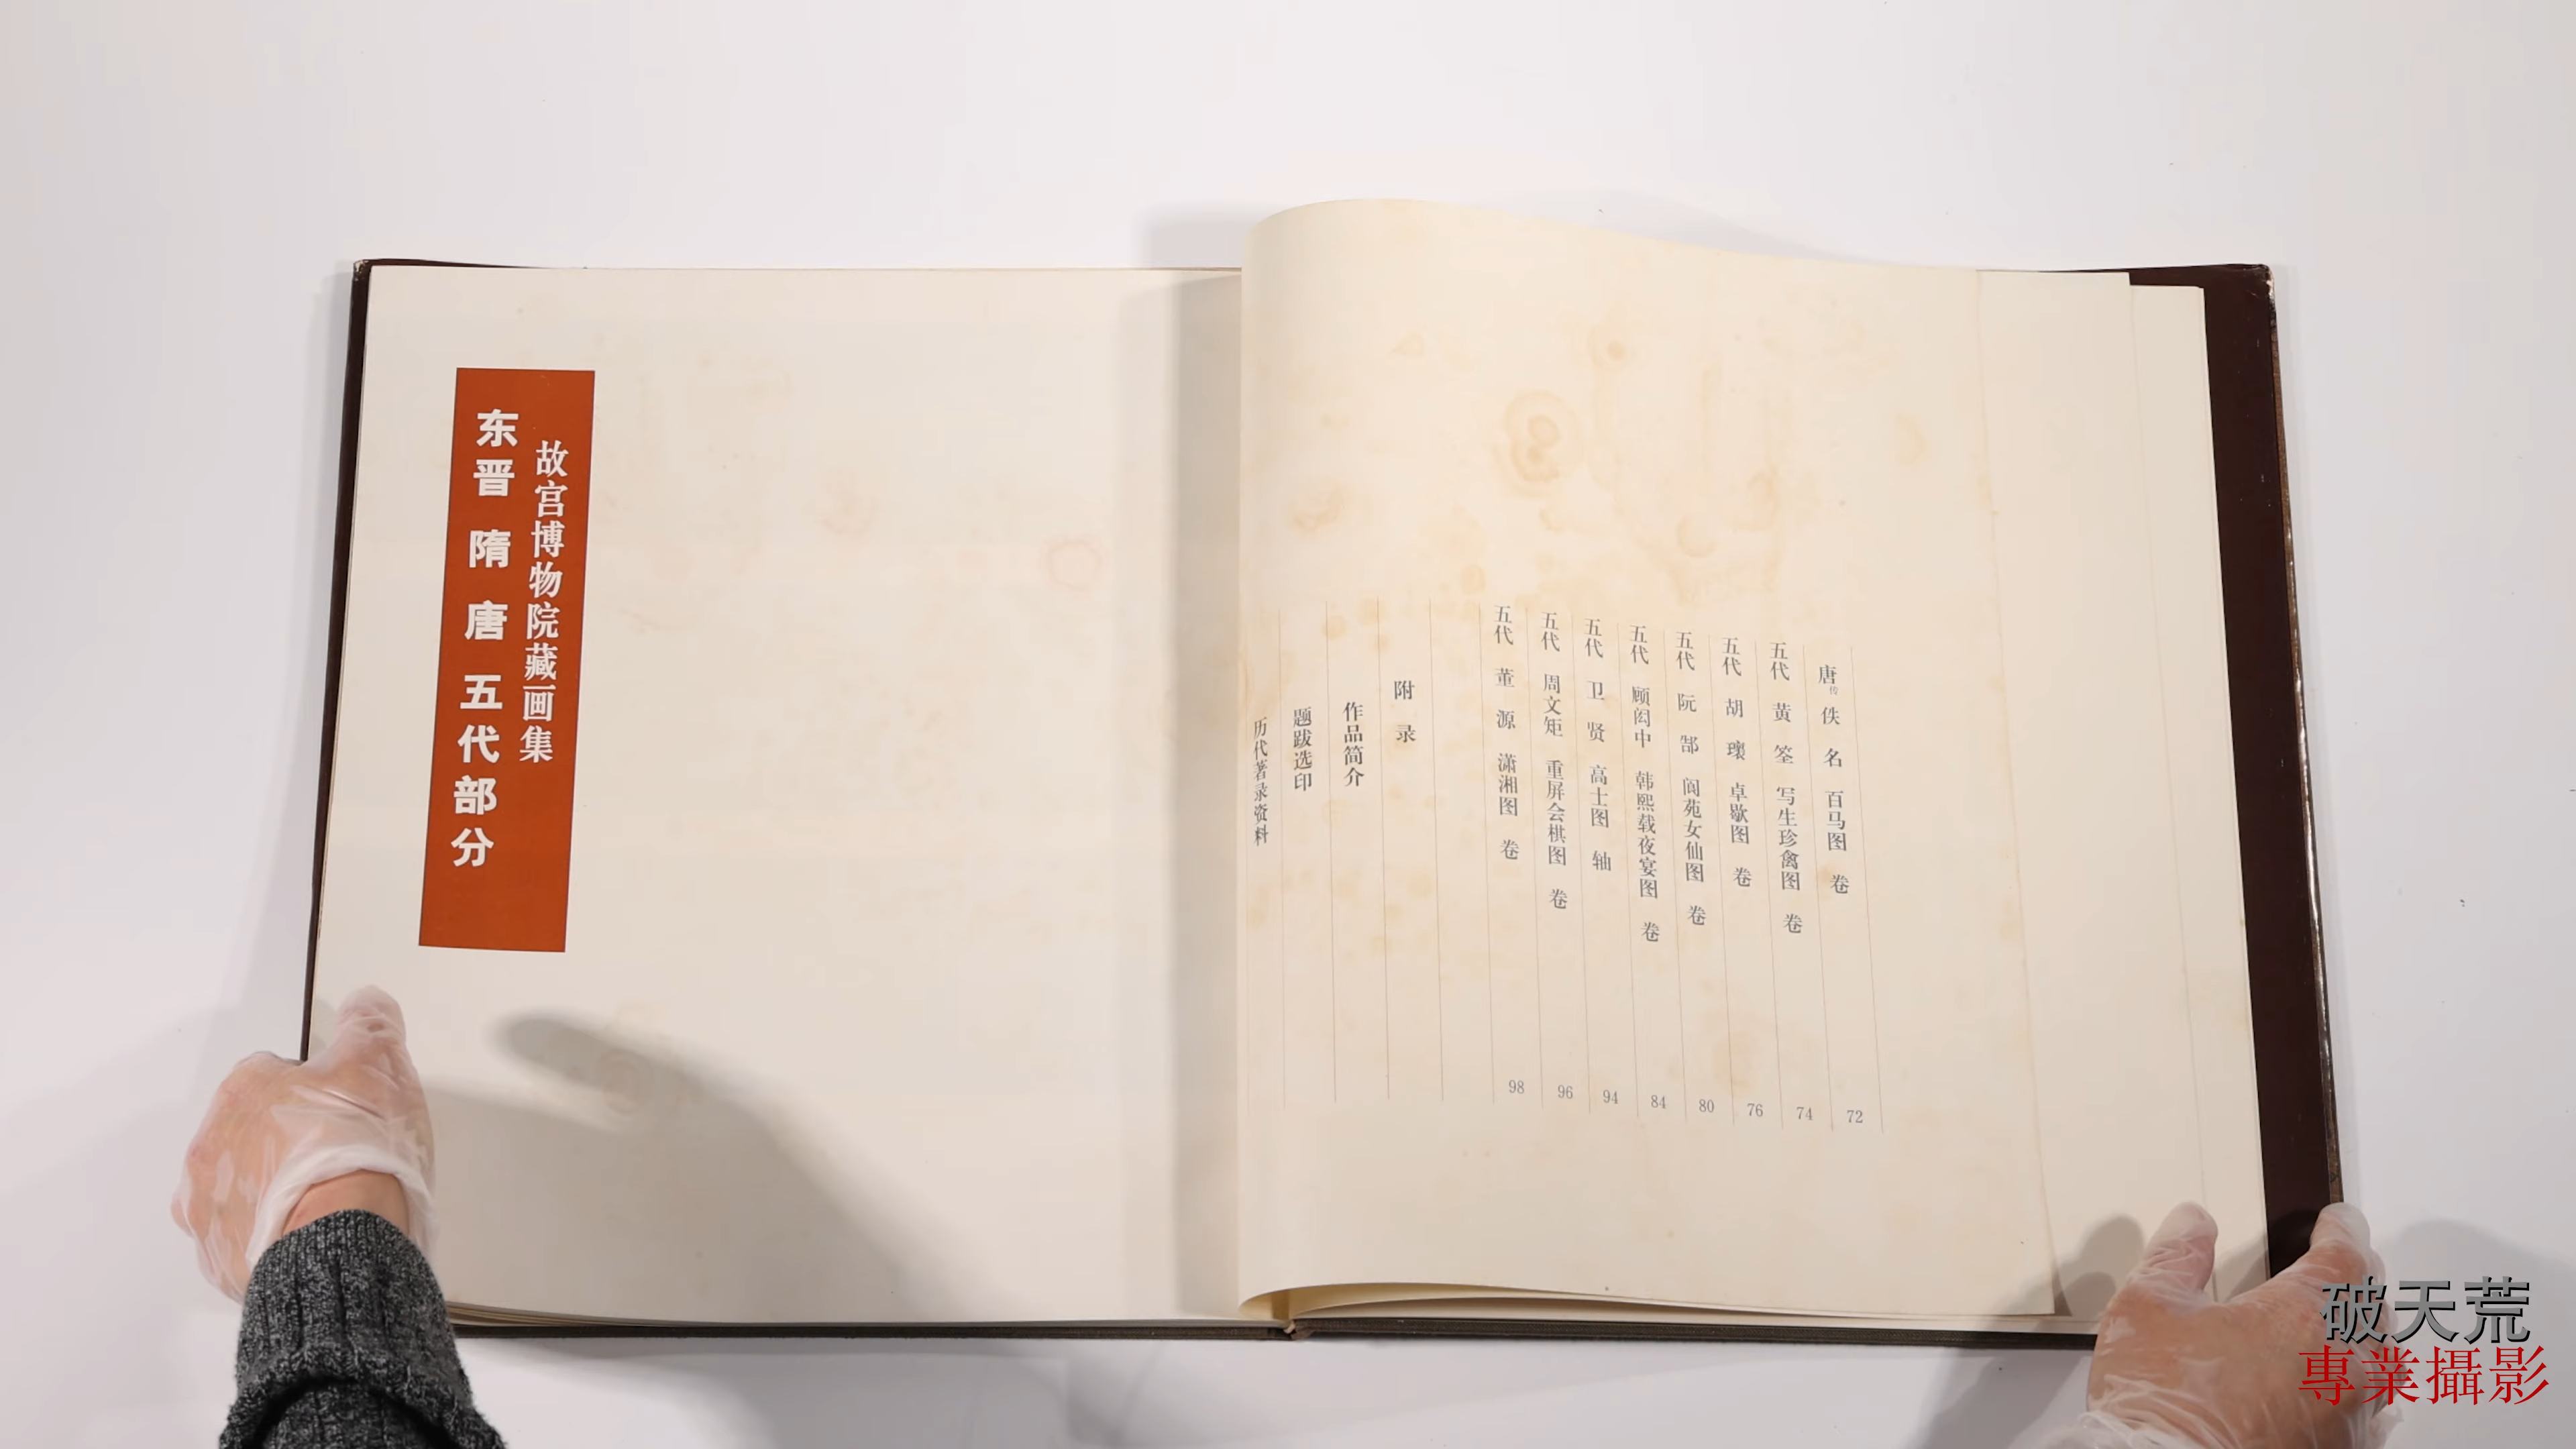 故宫博物院藏画集
东晋 隋 唐 五代部分
唐传 佚名 百马图 卷 72
五代 黄筌 写生珍禽图 卷 74
五代 胡瓌 卓歇图 卷 76
五代 阮郜 阆苑女仙图 卷 80
五代 顾闳中 韩熙载夜宴图 卷 84
五代 卫贤 高士图 轴 94
五代 周文矩 重屏会棋图 卷 96
五代 董源 潇湘图 卷 98
附录
作品简介
题跋选印
历代著录资料
破天荒
專業攝影